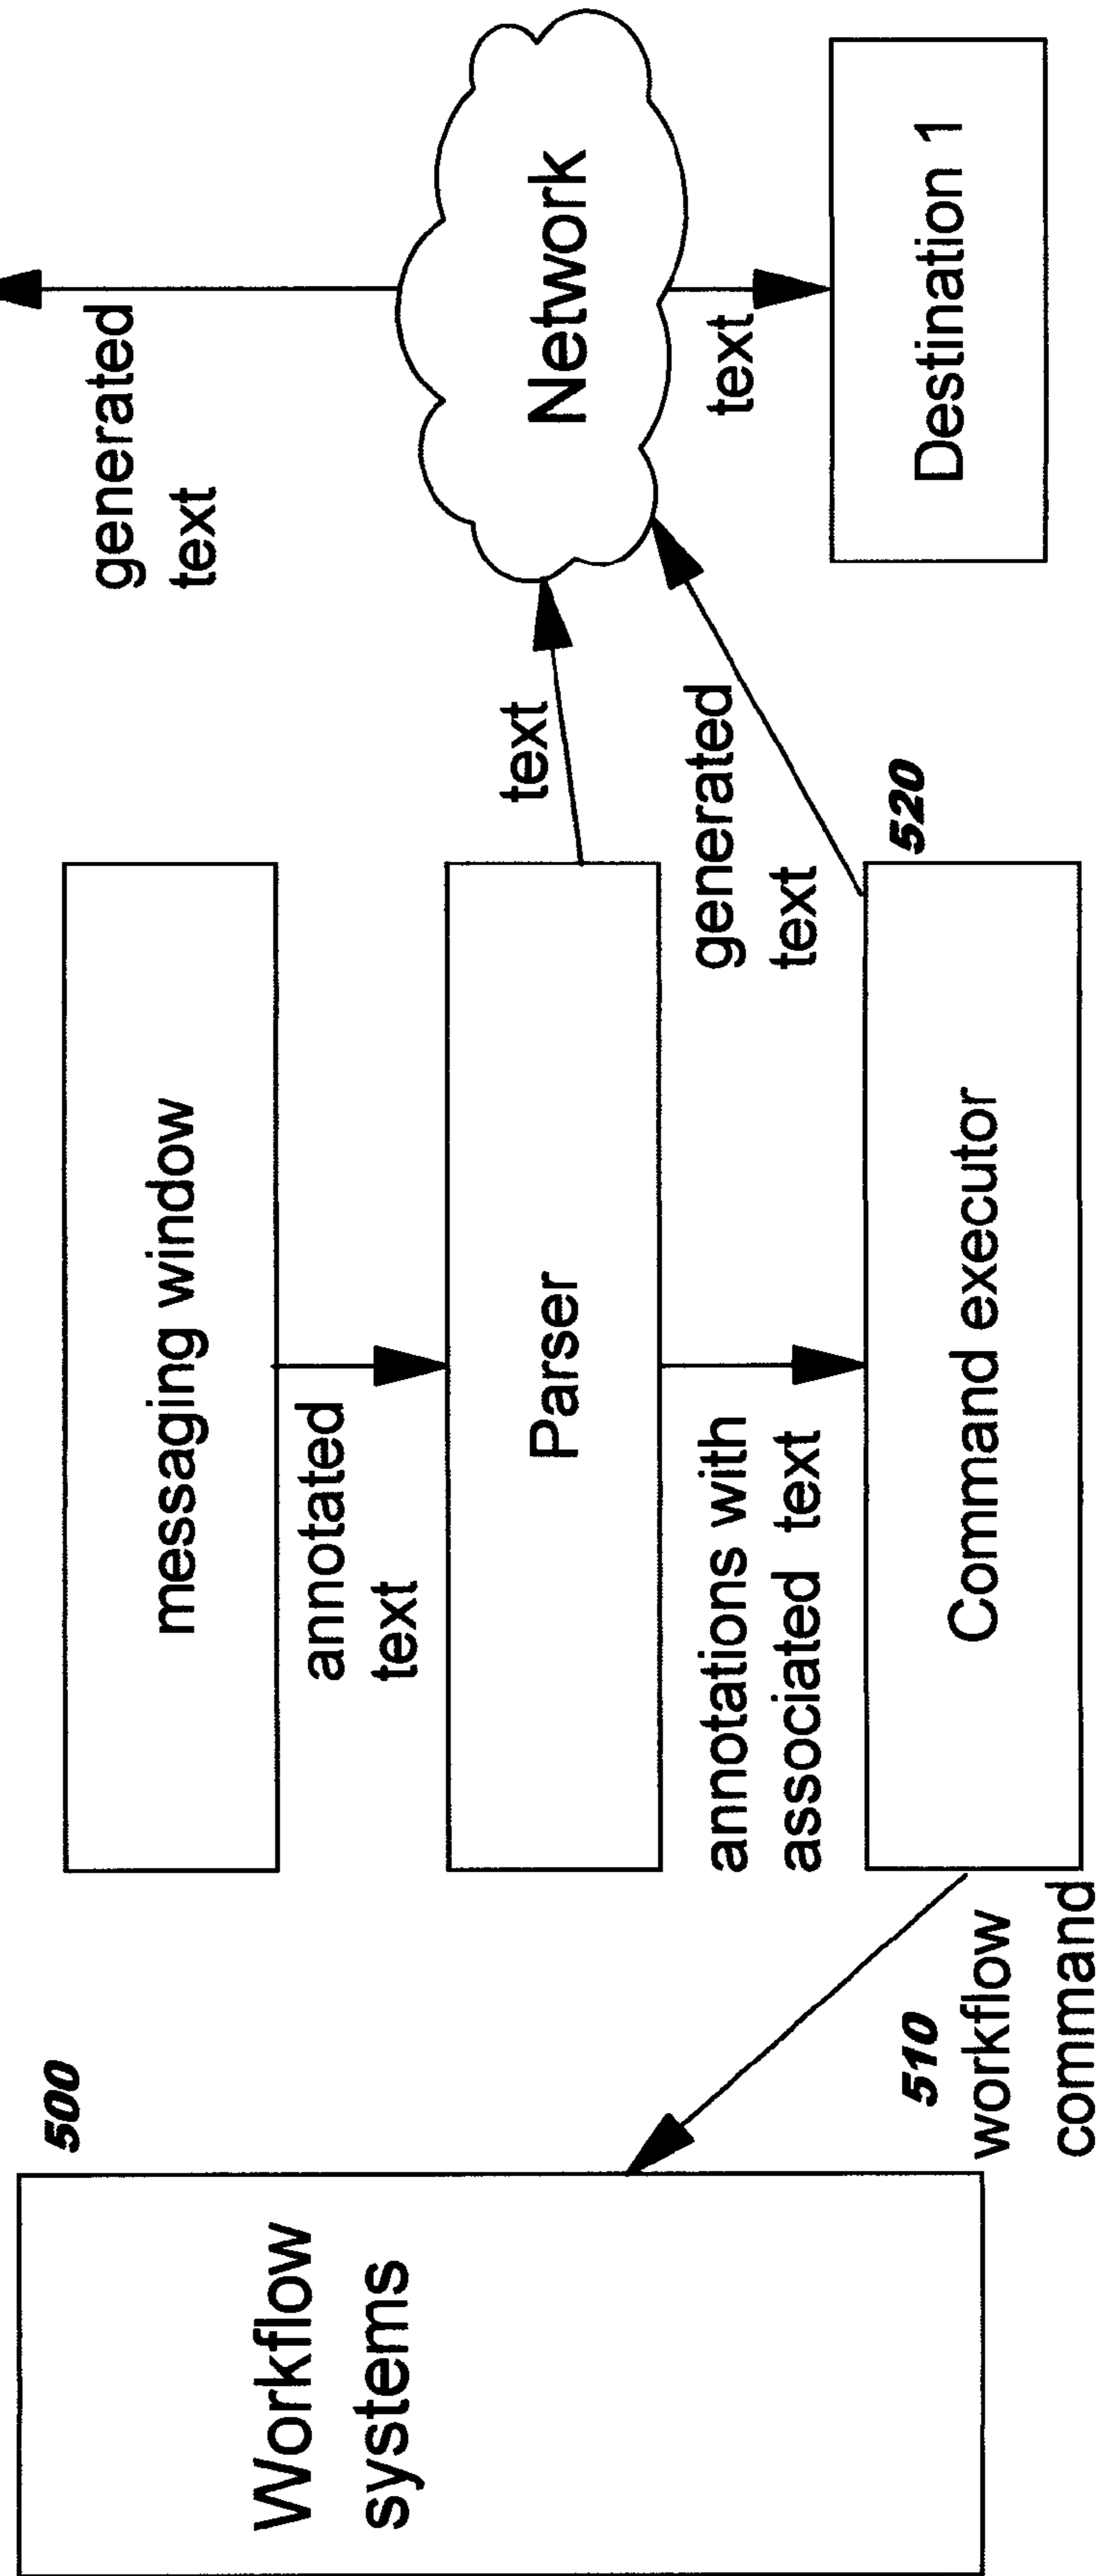 500
Workflow
systems
messaging window
annotated
text
Parser
annotations with
associated text
510
workflow
command
Command executor
520
text
generated
text
generated
text
Network
text
Destination 1